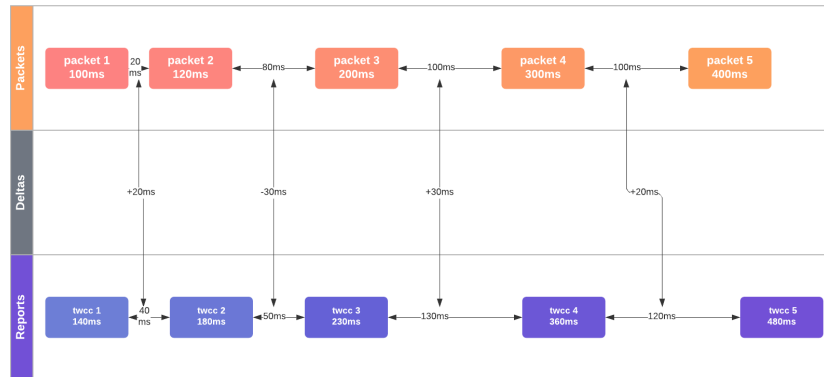 Packets
packet 1
100ms
20
ms
packet 2
120ms
80ms
packet 3
200ms
100ms
packet 4
300ms
100ms
packet 5
400ms
Deltas
+20ms
-30ms
+30ms
+20ms
Reports
twcc 1
140ms
40
ms
twcc 2
180ms
50ms
twcc 3
230ms
130ms
twcc 4
360ms
120ms
twcc 5
480ms